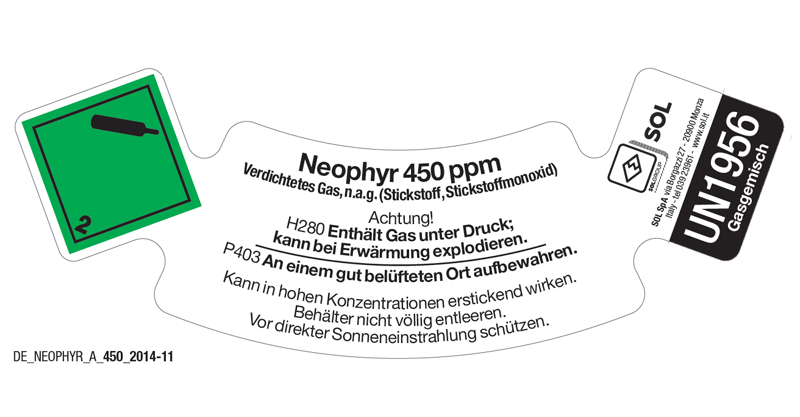 2
Neophyr 450 ppm
Verdichtetes Gas, n.a.g. (Stickstoff, Stickstoffmonoxid)
Achtung!
H280 Enthält Gas unter Druck;
kann bei Erwärmung explodieren.
P403 An einem gut belüfteten Ort aufbewahren.
Kann in hohen Konzentrationen erstickend wirken.
Behälter nicht völlig entleeren.
Vor direkter Sonneneinstrahlung schützen.
SOLGROUP
SOL
SOL SpA via Borgazzi 27 - 20900 Monza
Italy - tel 039 23961 - www.sol.it
UN1956
Gasgemisch
DE_NEOPHYR_A_450_2014-11